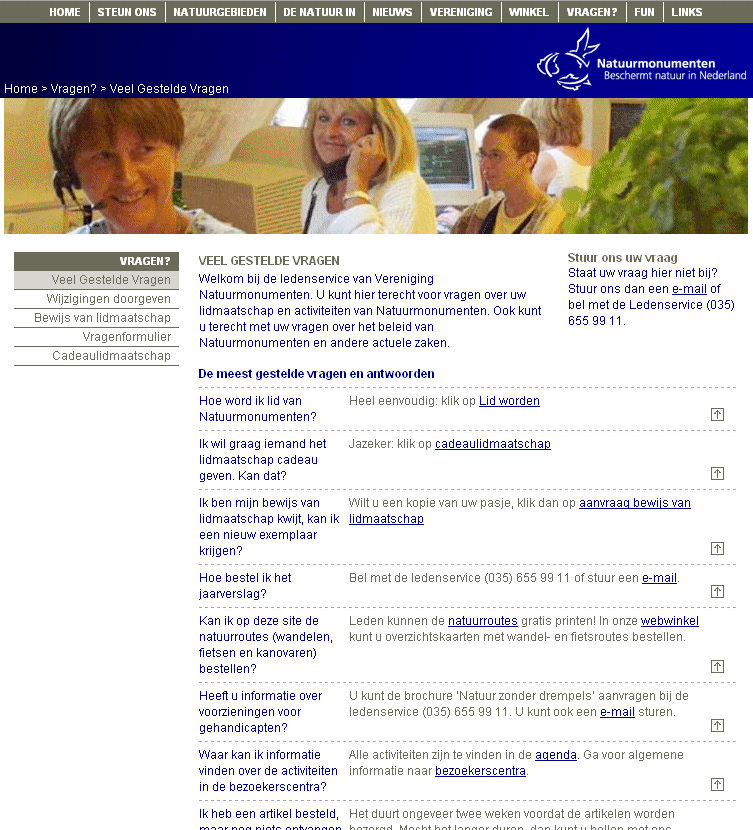 HOME STEUN ONS NATUURGEBIEDEN DE NATUUR IN NIEUWS VERENIGING WINKEL VRAGEN? FUN LINKS
Natuurmonumenten
Beschermt natuur in Nederland
Home > Vragen? > Veel Gestelde Vragen
VRAGEN?
Veel Gestelde Vragen
Wijzigingen doorgeven
Bewijs van lidmaatschap
Vragenformulier
Cadeaulidmaatschap
VEEL GESTELDE VRAGEN
Welkom bij de ledenservice van Vereniging
Natuurmonumenten. U kunt hier terecht voor vragen over uw
lidmaatschap en activiteiten van Natuurmonumenten. Ook kunt
u terecht met uw vragen over het beleid van
Natuurmonumenten en andere actuele zaken.
Stuur ons uw vraag
Staat uw vraag hier niet bij?
Stuur ons dan een e-mail of
bel met de Ledenservice (035)
655 99 11.
De meest gestelde vragen en antwoorden
Hoe word ik lid van
Natuurmonumenten?
Heel eenvoudig: klik op Lid worden
Ik wil graag iemand het
lidmaatschap cadeau
geven. Kan dat?
Jazeker: klik op cadeaulidmaatschap
Ik ben mijn bewijs van
lidmaatschap kwijt, kan ik
een nieuw exemplaar
krijgen?
Wilt u een kopie van uw pasje, klik dan op aanvraag bewijs van
lidmaatschap
Hoe bestel ik het
jaarverslag?
Bel met de ledenservice (035) 655 99 11 of stuur een e-mail.
Kan ik op deze site de
natuurroutes (wandelen,
fietsen en kanovaren)
bestellen?
Leden kunnen de natuurroutes gratis printen! In onze webwinkel
kunt u overzichtskaarten met wandel- en fietsroutes bestellen.
Heeft u informatie over
voorzieningen voor
gehandicapten?
U kunt de brochure 'Natuur zonder drempels' aanvragen bij de
ledenservice (035) 655 99 11. U kunt ook een e-mail sturen.
Waar kan ik informatie
vinden over de activiteiten
in de bezoekerscentra?
Alle activiteiten zijn te vinden in de agenda. Ga voor algemene
informatie naar bezoekerscentra.
Ik heb een artikel besteld,
maar nog niets ontvangen
Het duurt ongeveer twee weken voordat de artikelen worden
bezorgd. Mocht het langer duren, dan kunt u bellen met ons